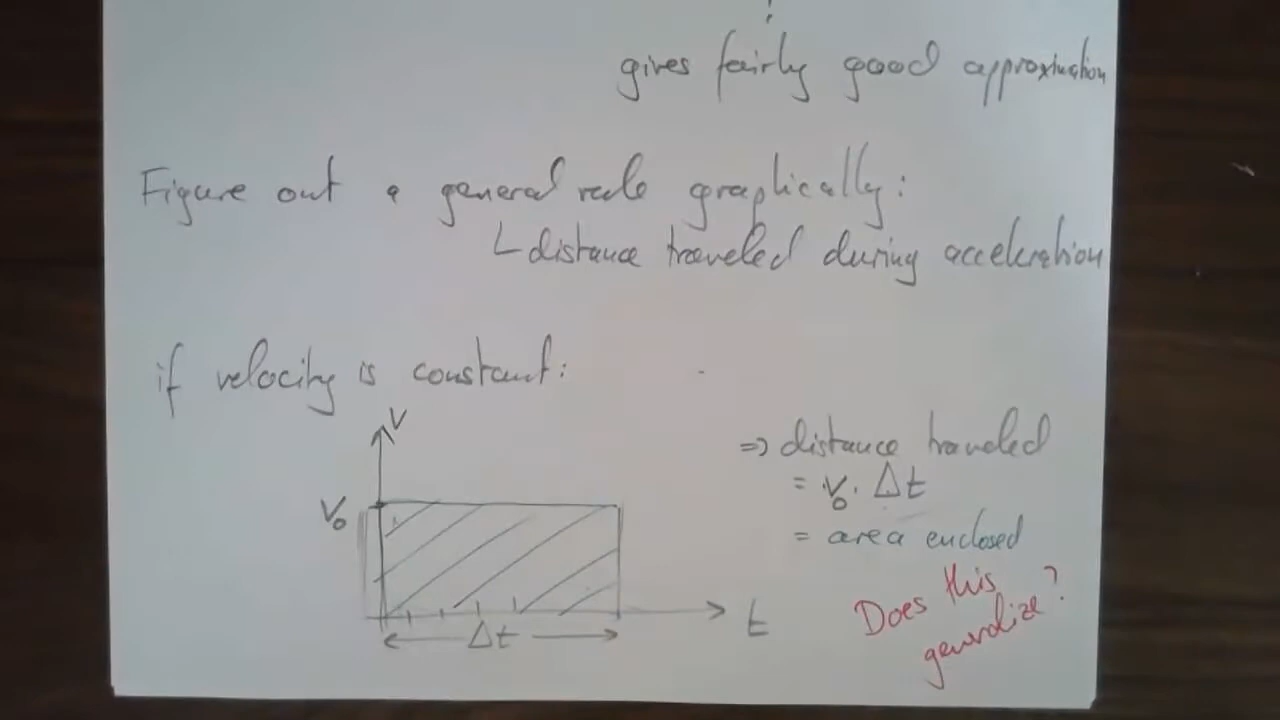 gives fairly good approximation
Figure out a general rule graphically:
distance traveled during acceleration
if velocity is constant:
V
V₀
Δt
t
⇒ distance traveled
= V₀ · Δt
= area enclosed
Does this
generalize?